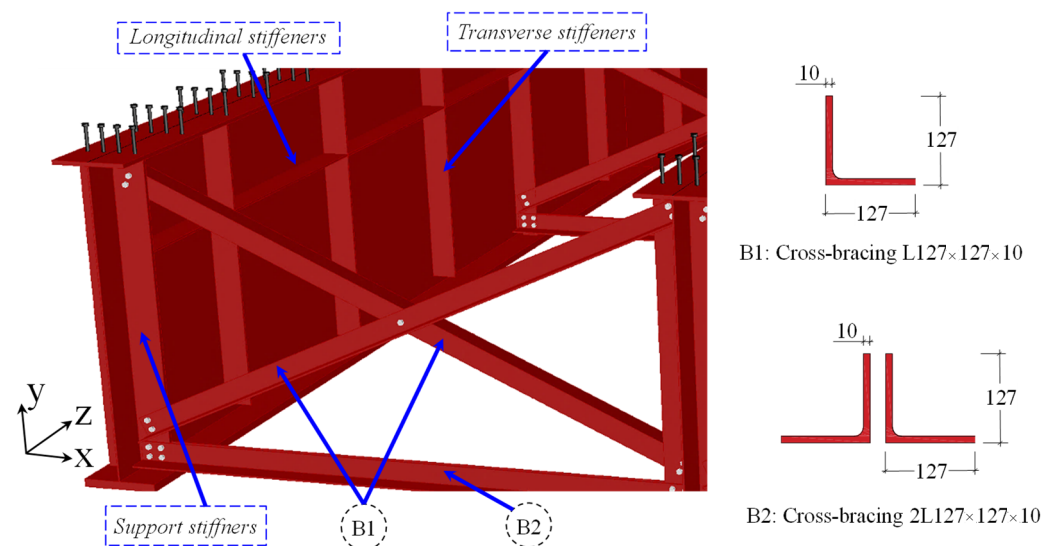 Longitudinal stiffeners
Transverse stiffeners
10
127
127
B1: Cross-bracing L127×127×10
10
127
127
y
z
x
Support stiffners
B1
B2
B2: Cross-bracing 2L127×127×10